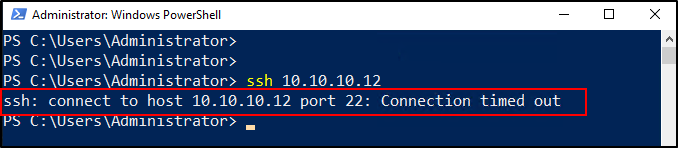 Administrator: Windows PowerShell
PS C:\Users\Administrator>
PS C:\Users\Administrator>
PS C:\Users\Administrator> ssh 10.10.10.12
ssh: connect to host 10.10.10.12 port 22: Connection timed out
PS C:\Users\Administrator>